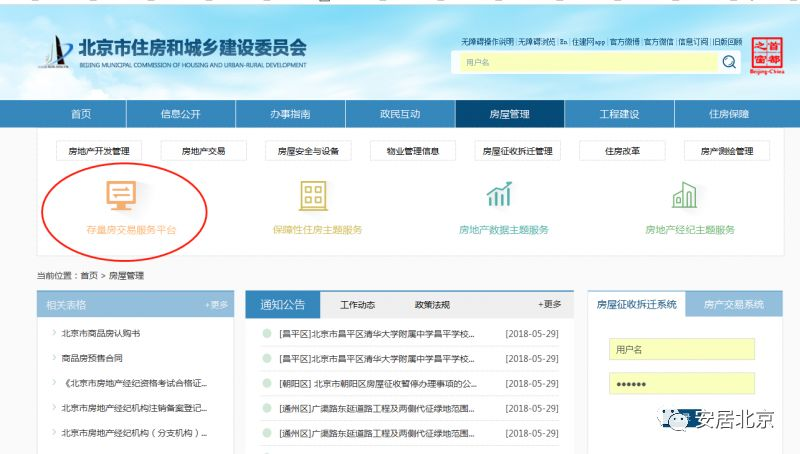 北京市住房和城乡建设委员会
BEIJING MUNICIPAL COMMISSION OF HOUSING AND URBAN-RURAL DEVELOPMENT
无障碍操作说明 | 无障碍浏览 | En | 住建网app | 官方微博 | 官方微信 | 信息订阅 | 旧版回顾
用户名
首都之窗
Beijing-China
首页 信息公开 办事指南 政民互动 房屋管理 工程建设 住房保障
房地产开发管理 房地产交易 房屋安全与设备 物业管理信息 房屋征收拆迁管理 住房改革 房产测绘管理
存量房交易服务平台 保障性住房主题服务 房地产数据主题服务 房地产经纪主题服务
当前位置：首页 > 房屋管理
相关表格 +更多
北京市商品房认购书
商品房预售合同
《北京市房地产经纪资格考试合格证...
北京市房地产经纪机构注销备案登记...
北京市房地产经纪机构（分支机构）...
通知公告 工作动态 政策法规 +更多
[昌平区]北京市昌平区清华大学附属中学昌平学校... [2018-05-29]
[昌平区]北京市昌平区清华大学附属中学昌平学校... [2018-05-29]
[朝阳区] 北京市朝阳区房屋征收暂停办理事项的公... [2018-05-29]
[通州区]广渠路东延道路工程及两侧代征绿地范围... [2018-05-29]
[通州区]广渠路东延道路工程及两侧代征绿地范围... [2018-05-29]
房屋征收拆迁系统 房产交易系统
用户名
••••••
安居北京